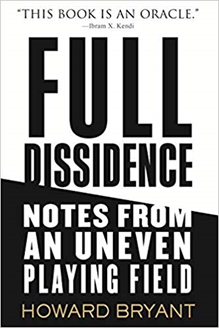 “THIS BOOK IS AN ORACLE.”
—Ibram X. Kendi
FULL
DISSIDENCE
NOTES FROM
AN UNEVEN
PLAYING FIELD
HOWARD BRYANT